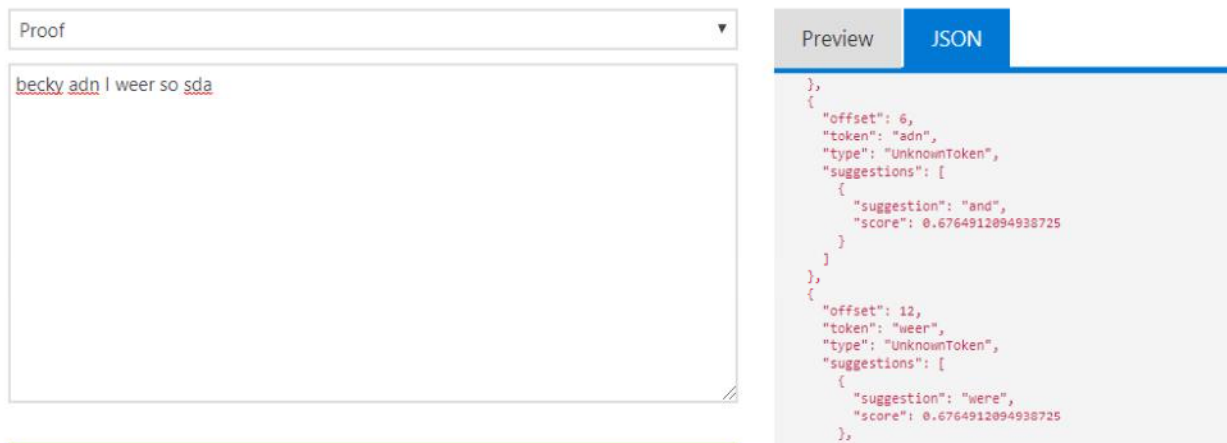 Proof
becky adn I weer so sda
Preview
JSON
},
{
"offset": 6,
"token": "adn",
"type": "UnknownToken",
"suggestions": [
{
"suggestion": "and",
"score": 0.6764912094938725
}
]
},
{
"offset": 12,
"token": "weer",
"type": "UnknownToken",
"suggestions": [
{
"suggestion": "were",
"score": 0.6764912094938725
},